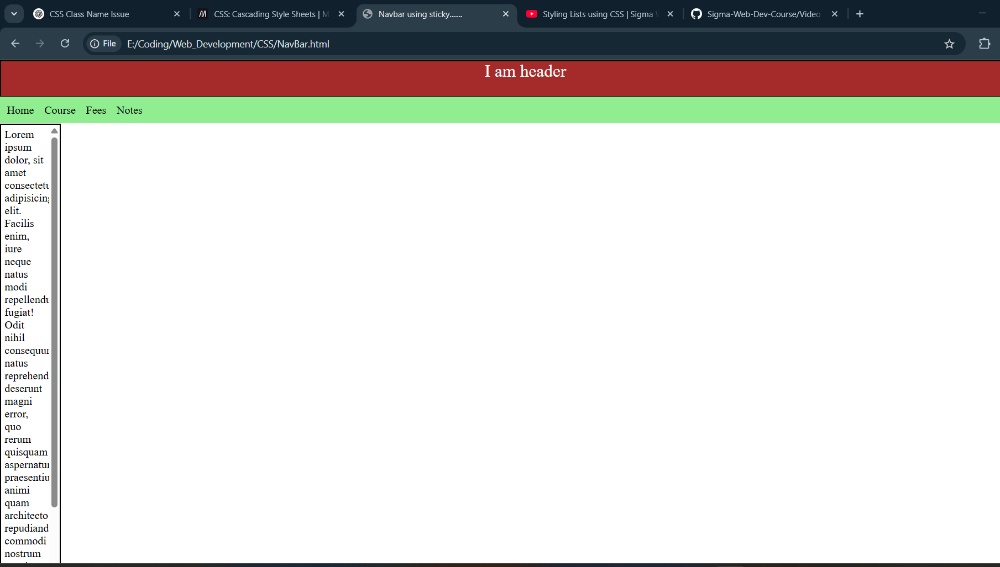 CSS Class Name Issue
CSS: Cascading Style Sheets | M
Navbar using sticky.......
Styling Lists using CSS | Sigma
Sigma-Web-Dev-Course/Video
File
E:/Coding/Web_Development/CSS/NavBar.html
I am header
Home Course Fees Notes
Lorem
ipsum
dolor, sit
amet
consectetu
adipisicing
elit.
Facilis
enim,
iure
neque
natus
modi
repellendu
fugiat!
Odit
nihil
consequur
natus
reprehend
deserunt
magni
error,
quo
rerum
quisquam
aspernatur
praesentiu
animi
quam
architecto
repudiand
commodi
nostrum